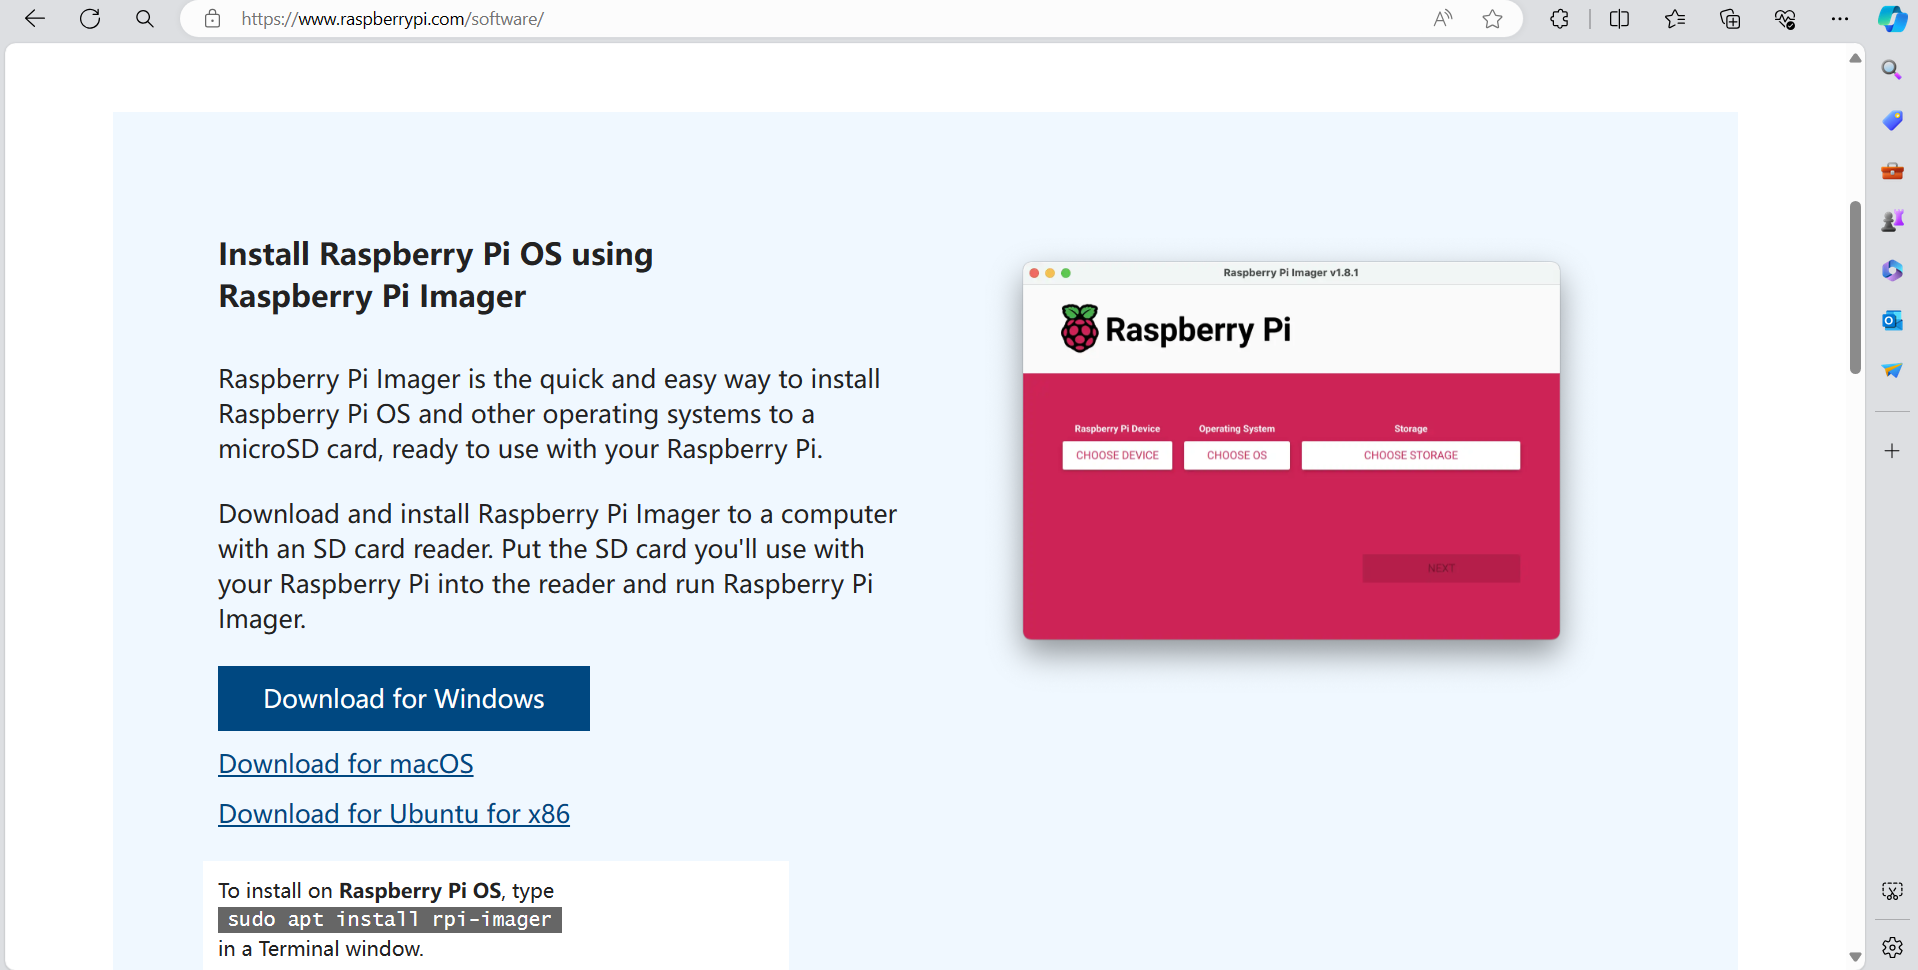 https://www.raspberrypi.com/software/
Install Raspberry Pi OS using
Raspberry Pi Imager
Raspberry Pi Imager is the quick and easy way to install
Raspberry Pi OS and other operating systems to a
microSD card, ready to use with your Raspberry Pi.
Download and install Raspberry Pi Imager to a computer
with an SD card reader. Put the SD card you'll use with
your Raspberry Pi into the reader and run Raspberry Pi
Imager.
Download for Windows
Download for macOS
Download for Ubuntu for x86
To install on Raspberry Pi OS, type
sudo apt install rpi-imager
in a Terminal window.
Raspberry Pi Imager v1.8.1
Raspberry Pi
Raspberry Pi Device Operating System Storage
CHOOSE DEVICE CHOOSE OS CHOOSE STORAGE
NEXT